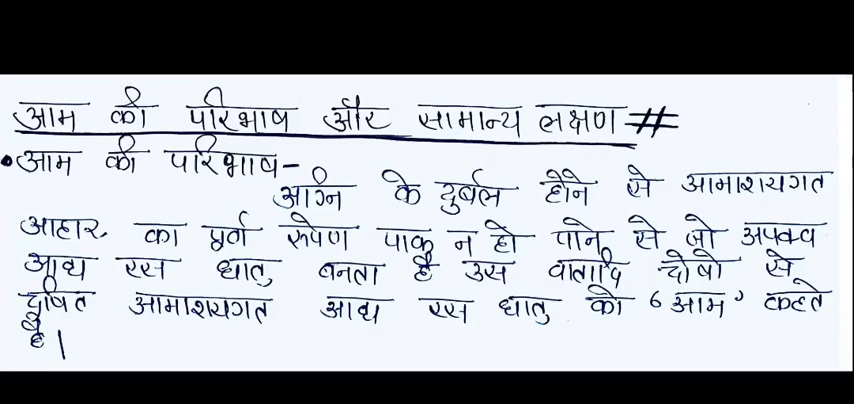 आम की परिभाष और सामान्य लक्षण #
• आम की परिभाष -
अग्नि के दुर्बल होने से आमाशयगत
आहार का पूर्व रुपेण पाक न हो पाने से जो अपक्व
आद्य रस धातु बनता है उस वातादि दोषो से
दूषित आमाशयगत आद्य रस धातु को 'आम' कहते
है।